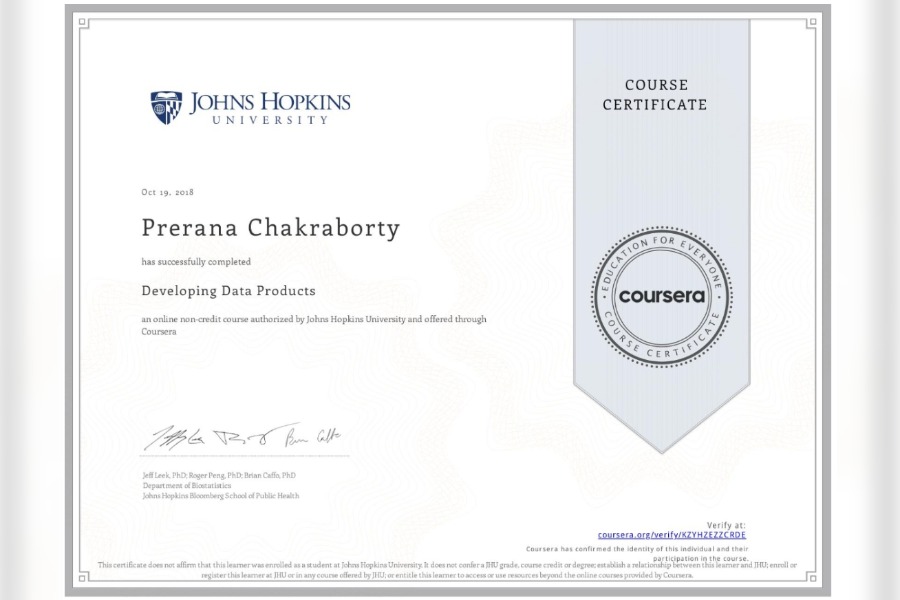 JOHNS HOPKINS
UNIVERSITY
COURSE
CERTIFICATE
Oct 19, 2018
Prerana Chakraborty
has successfully completed
Developing Data Products
an online non-credit course authorized by Johns Hopkins University and offered through
Coursera
EDUCATION FOR EVERYONE
coursera
COURSE CERTIFICATE
Jeff Leek, PhD; Roger Peng, PhD; Brian Caffo, PhD
Department of Biostatistics
Johns Hopkins Bloomberg School of Public Health
Verify at:
coursera.org/verify/KZYHZEZZCRDE
Coursera has confirmed the identity of this individual and their
participation in the course.
This certificate does not affirm that this learner was enrolled as a student at Johns Hopkins University. It does not confer a JHU grade, course credit or degree; establish a relationship between this learner and JHU; enroll or
register this learner at JHU or in any course offered by JHU; or entitle this learner to access or use resources beyond the online courses provided by Coursera.